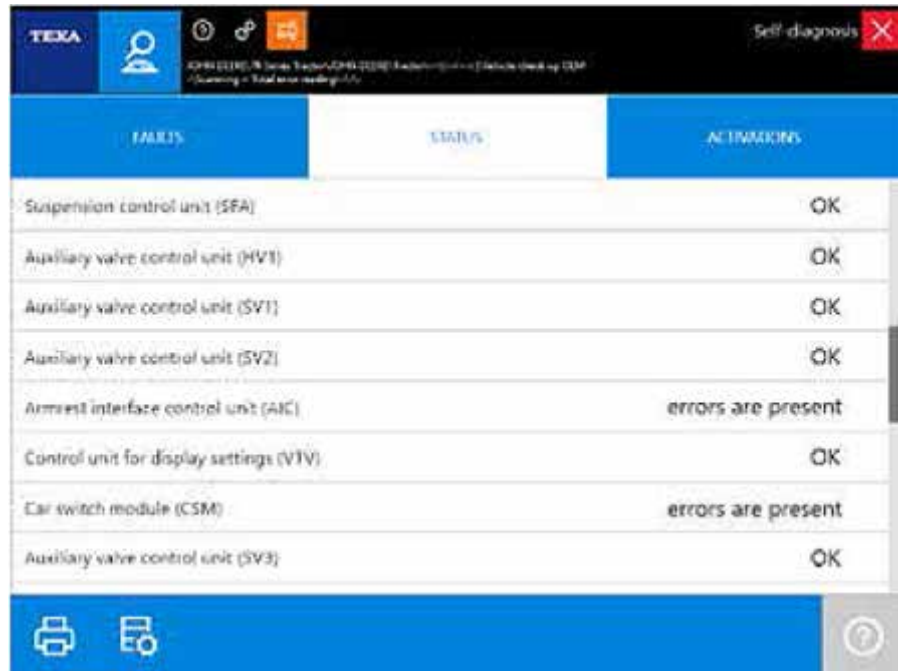 TEXA
Self-diagnosis
FAULTS
STATUS
ACTIVATIONS
Suspension control unit (SFA)
OK
Auxiliary valve control unit (HV1)
OK
Auxiliary valve control unit (SV1)
OK
Auxiliary valve control unit (SV2)
OK
Armrest interface control unit (AIC)
errors are present
Control unit for display settings (VTV)
OK
Car switch module (CSM)
errors are present
Auxiliary valve control unit (SV3)
OK